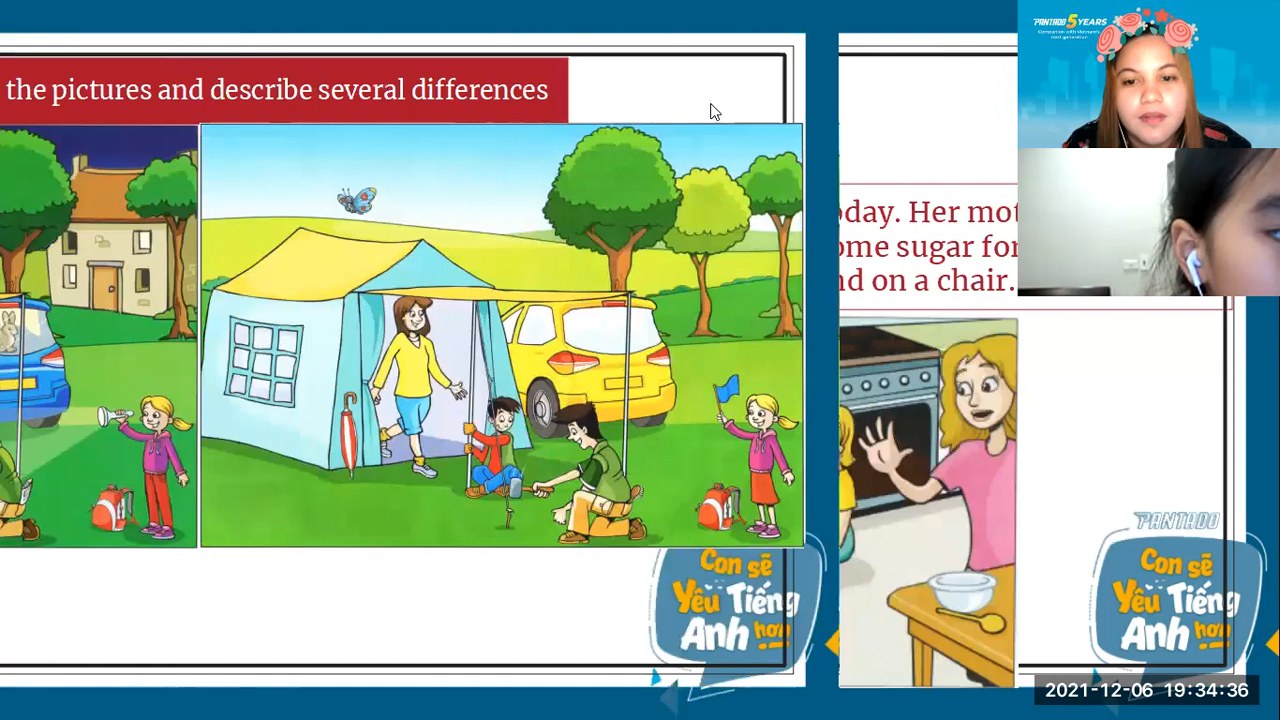 the pictures and describe several differences
PANTADO 5 YEARS
oday. Her mot
ome sugar for
nd on a chair.
PANTADO
Con sẽ
Yêu Tiếng
Anh hơn
Con sẽ
Yêu Tiếng
Anh hơn
2021-12-06 19:34:36